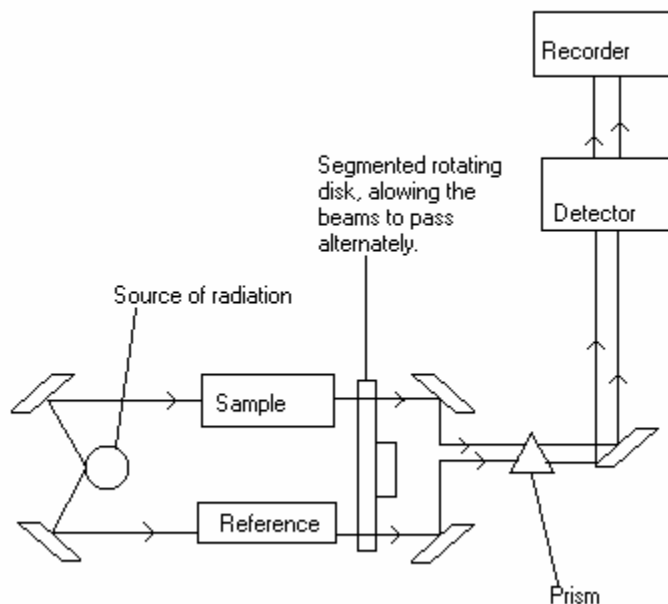 Recorder
Segmented rotating
disk, alowing the
beams to pass
alternately.
Detector
Source of radiation
Sample
Reference
Prism